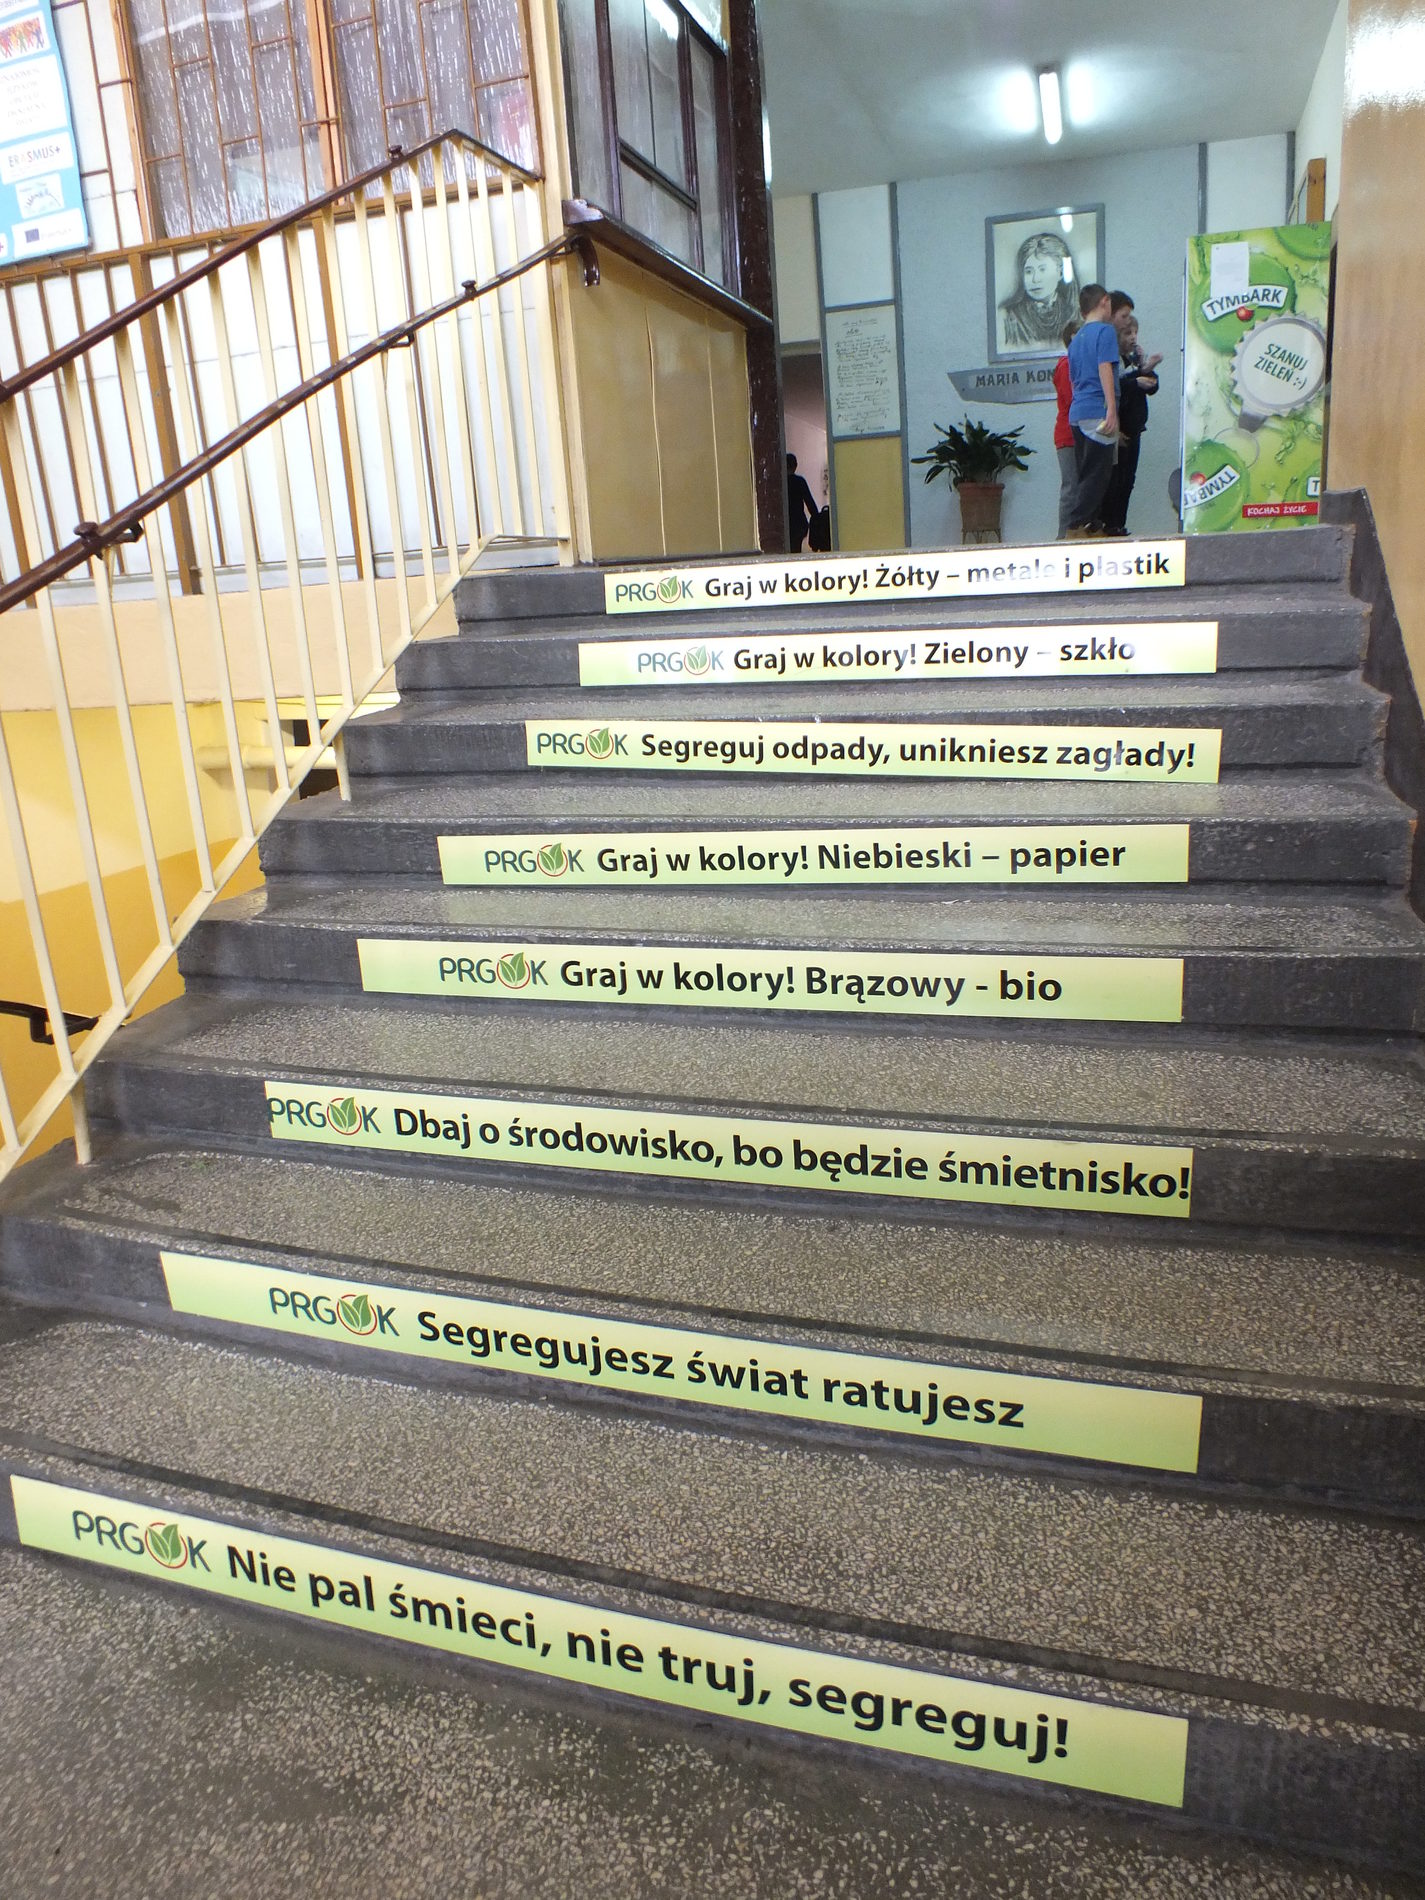 ERASMUS+
TYMBARK
SZANUJ
ZIELEŃ :-)
MARIA KON
TYMBARK
KOCHAJ ŻYCIE
PRGOK Graj w kolory! Żółty – metale i plastik
PRGOK Graj w kolory! Zielony – szkło
PRGOK Segreguj odpady, unikniesz zagłady!
PRGOK Graj w kolory! Niebieski – papier
PRGOK Graj w kolory! Brązowy - bio
PRGOK Dbaj o środowisko, bo będzie śmietnisko!
PRGOK Segregujesz świat ratujesz
PRGOK Nie pal śmieci, nie truj, segreguj!